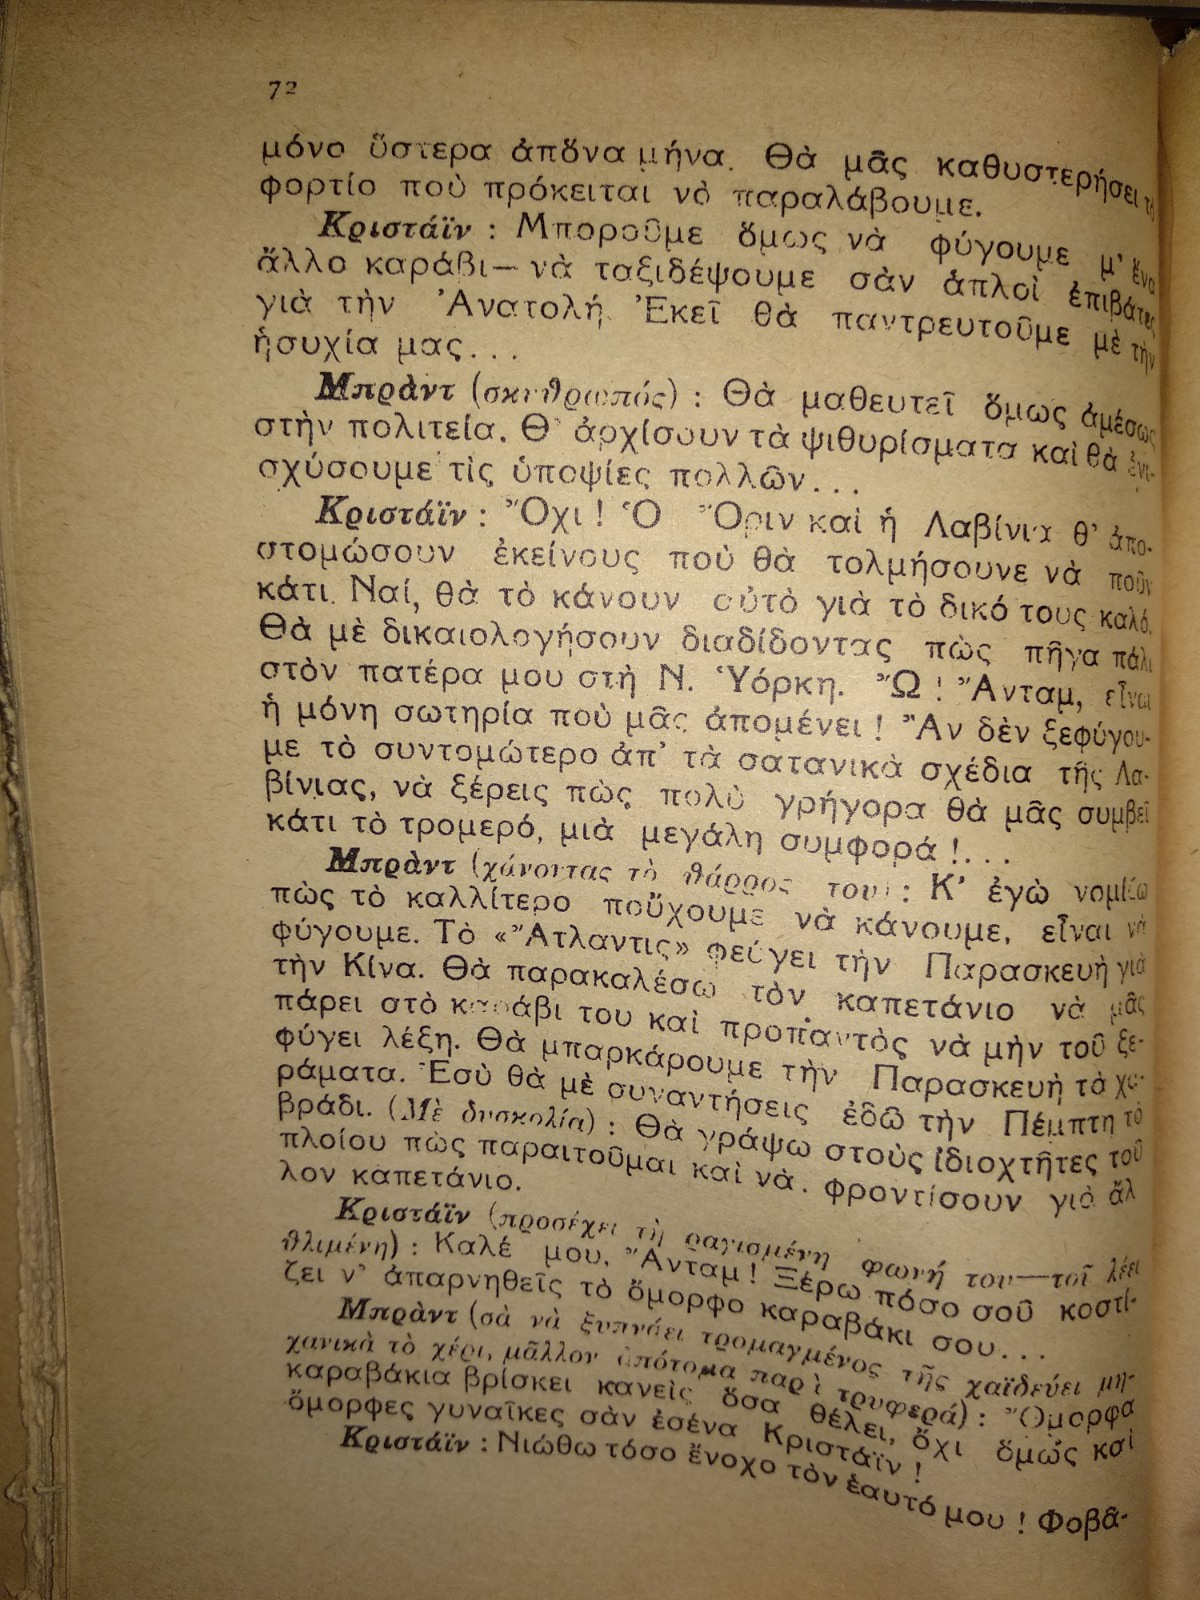 72
μόνο ὕστερα ἀπὄνα μήνα. Θὰ μᾶς καθυστερήσει τὸ
φορτίο ποὺ πρόκειται νὰ παραλάβουμε.
Κριστάϊν : Μποροῦμε ὅμως νὰ φύγουμε μ' ἕνα
ἄλλο καράβι— νὰ ταξιδέψουμε σὰν ἁπλοὶ ἐπιβάτες
γιὰ τὴν Ἀνατολή. Ἐκεῖ θὰ παντρευτοῦμε μὲ τὴν
ἡσυχία μας...
Μπρὰντ (σκυθρωπός) : Θὰ μαθευτεῖ ὅμως ἀμέσως
στὴν πολιτεία. Θ' ἀρχίσουν τὰ ψιθυρίσματα καὶ θὰ ἐνι-
σχύσουμε τὶς ὑποψίες πολλῶν...
Κριστάϊν : Ὄχι ! Ὁ Ὄριν καὶ ἡ Λαβίνια θ' ἀπο-
στομώσουν ἐκείνους ποὺ θὰ τολμήσουνε νὰ ποῦν
κάτι. Ναί, θὰ τὸ κάνουν αὐτὸ γιὰ τὸ δικό τους καλό.
Θὰ μὲ δικαιολογήσουν διαδίδοντας πὼς πῆγα πάλι
στὸν πατέρα μου στὴ Ν. Ὑόρκη. Ὤ ! Ἄνταμ, εἶναι
ἡ μόνη σωτηρία ποὺ μᾶς ἀπομένει ! Ἂν δὲν ξεφύγου-
με τὸ συντομώτερο ἀπ' τὰ σατανικὰ σχέδια τῆς Λα-
βίνιας, νὰ ξέρεις πὼς πολὺ γρήγορα θὰ μᾶς συμβεῖ
κάτι τὸ τρομερό, μιὰ μεγάλη συμφορά !...
Μπρὰντ (χάνοντας τὸ θάρρος του) : Κ' ἐγὼ νομίζω
πὼς τὸ καλλίτερο ποὔχουμε νὰ κάνουμε, εἶναι νὰ
φύγουμε. Τὸ «Ἄτλαντις» φεύγει τὴν Παρασκευὴ γιὰ
τὴν Κίνα. Θὰ παρακαλέσω τὸν καπετάνιο νὰ μᾶς
πάρει στὸ καράβι του καὶ προπαντὸς νὰ μὴν τοῦ ξε-
φύγει λέξη. Θὰ μπαρκάρουμε τὴν Παρασκευὴ τὰ χα-
ράματα. Ἐσὺ θὰ μὲ συναντήσεις ἐδῶ τὴν Πέμπτη τὸ
βράδι. (Μὲ δυσκολία) : Θὰ γράψω στοὺς ἰδιοχτῆτες τοῦ
πλοίου πὼς παραιτοῦμαι καὶ νὰ. φροντίσουν γιὰ ἄλ
λον καπετάνιο.
Κριστάϊν (προσέχει τὴ ραγισμένη φωνή του—τοῖ λέει
θλιμένη) : Καλέ μου, Ἄνταμ ! Ξέρω πόσο σοῦ κοστί-
ζει ν' ἀπαρνηθεῖς τὸ ὄμορφο καραβάκι σου...
Μπρὰντ (σὰ νὰ ξυπνάει τρομαγμένος τῆς χαϊδεύει μη-
χανικὰ τὸ χέρι, μᾶλλον ἀπότομα παρὰ τρυφερά) : Ὄμορφα
καραβάκια βρίσκει κανεὶς ὅσα θέλει, ὄχι ὅμως καὶ
ὄμορφες γυναῖκες σὰν ἐσένα Κριστάϊν !
Κριστάϊν : Νιώθω τόσο ἔνοχο τὸν ἑαυτό μου ! Φοβᾶ-